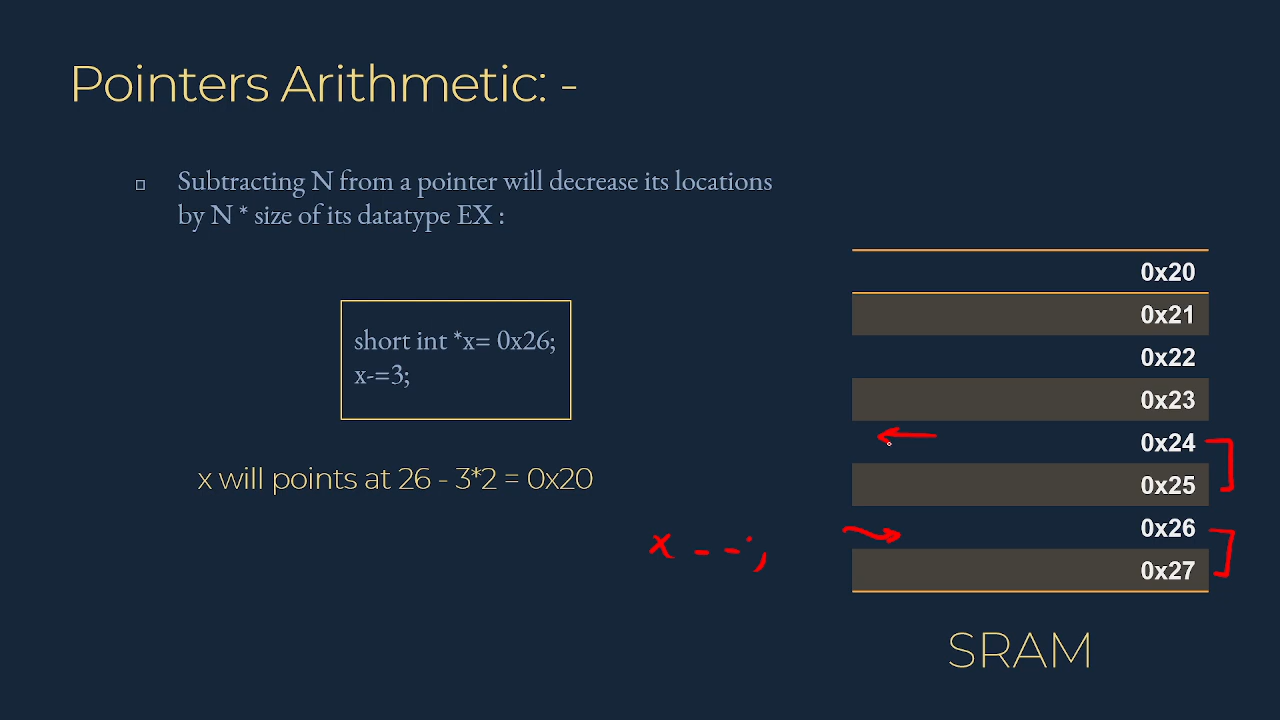 Pointers Arithmetic: -
Subtracting N from a pointer will decrease its locations
by N * size of its datatype EX :
short int *x= 0x26;
x-=3;
x will points at 26 - 3*2 = 0x20
x--;
0x20
0x21
0x22
0x23
0x24
0x25
0x26
0x27
SRAM